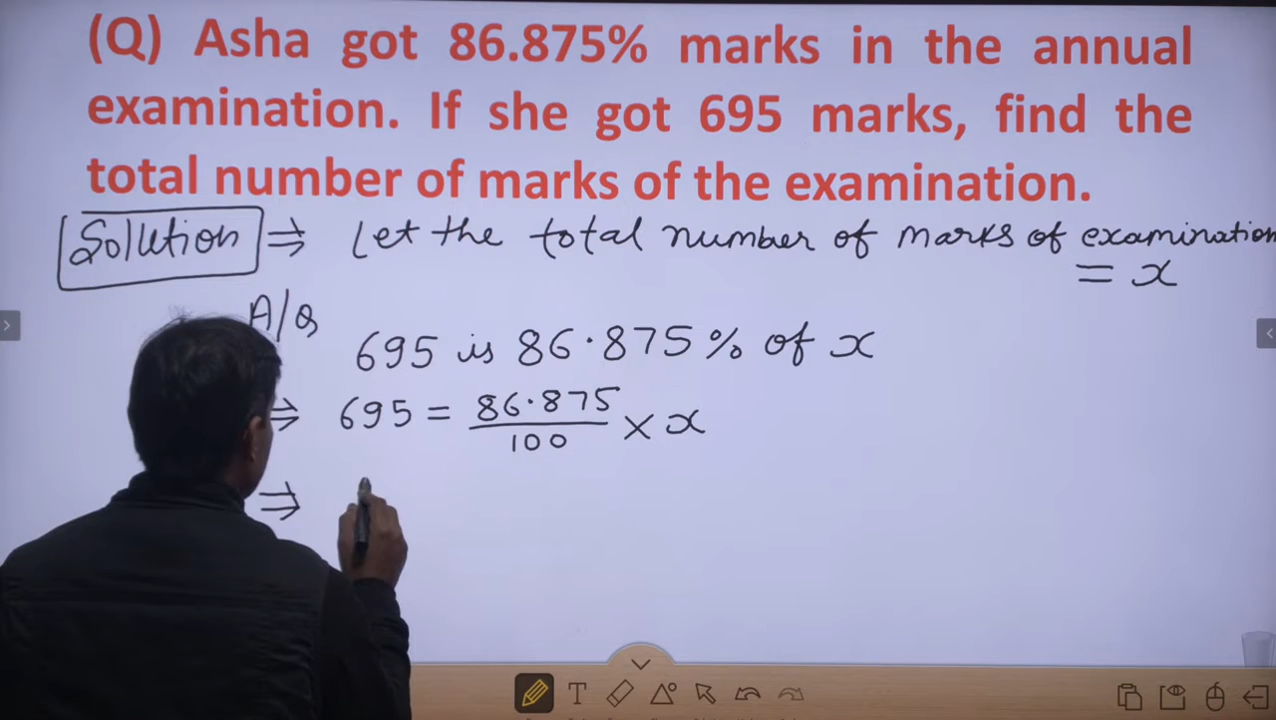 (Q) Asha got 86.875% marks in the annual
examination. If she got 695 marks, find the
total number of marks of the examination.
Solution ⇒ Let the total number of marks of examination
= x
A/Q
695 is 86.875% of x
⇒ 695 = 86.875/100 × x
⇒
T